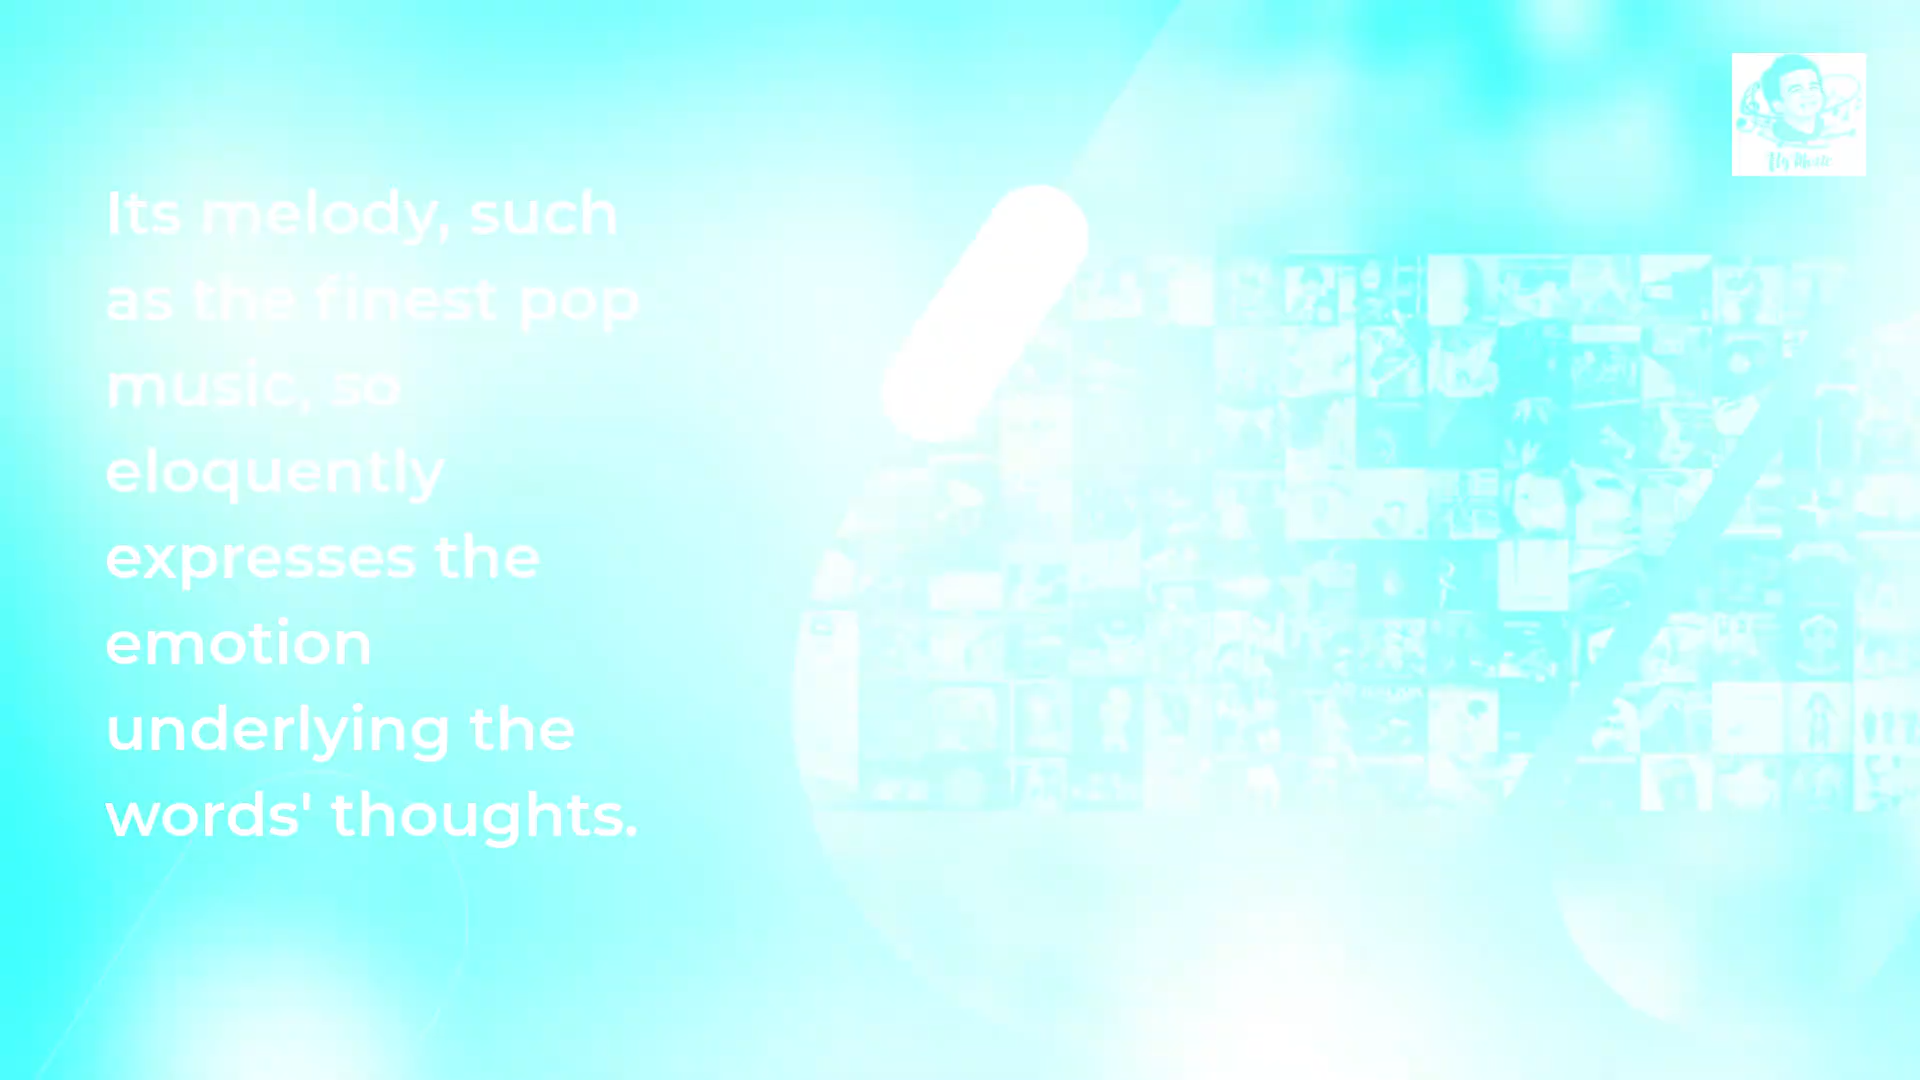 Its melody, such
as the finest pop
music, so
eloquently
expresses the
emotion
underlying the
words' thoughts.